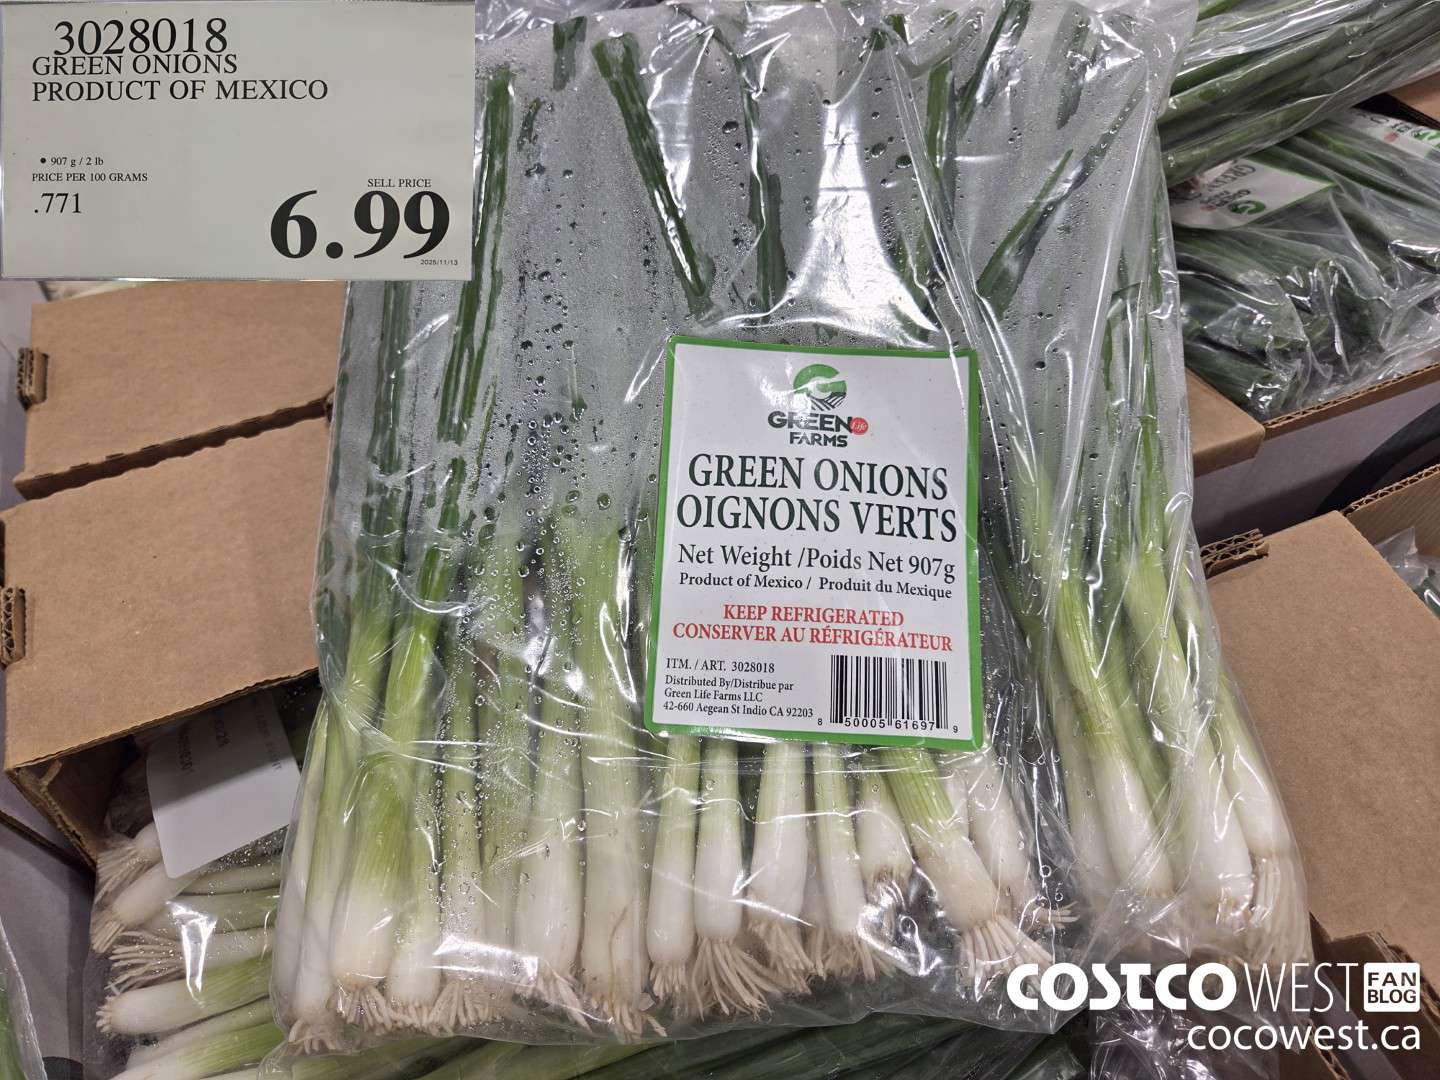 3028018
GREEN ONIONS
PRODUCT OF MEXICO
• 907 g / 2 lb
PRICE PER 100 GRAMS
.771
SELL PRICE
6.99
2025/11/13
GREEN Life
FARMS
GREEN ONIONS
OIGNONS VERTS
Net Weight /Poids Net 907g
Product of Mexico / Produit du Mexique
KEEP REFRIGERATED
CONSERVER AU RÉFRIGÉRATEUR
ITM. / ART. 3028018
Distributed By/Distribue par
Green Life Farms LLC
42-660 Aegean St Indio CA 92203
8 50005 61697 9
COSTCO WEST FAN BLOG
cocowest.ca